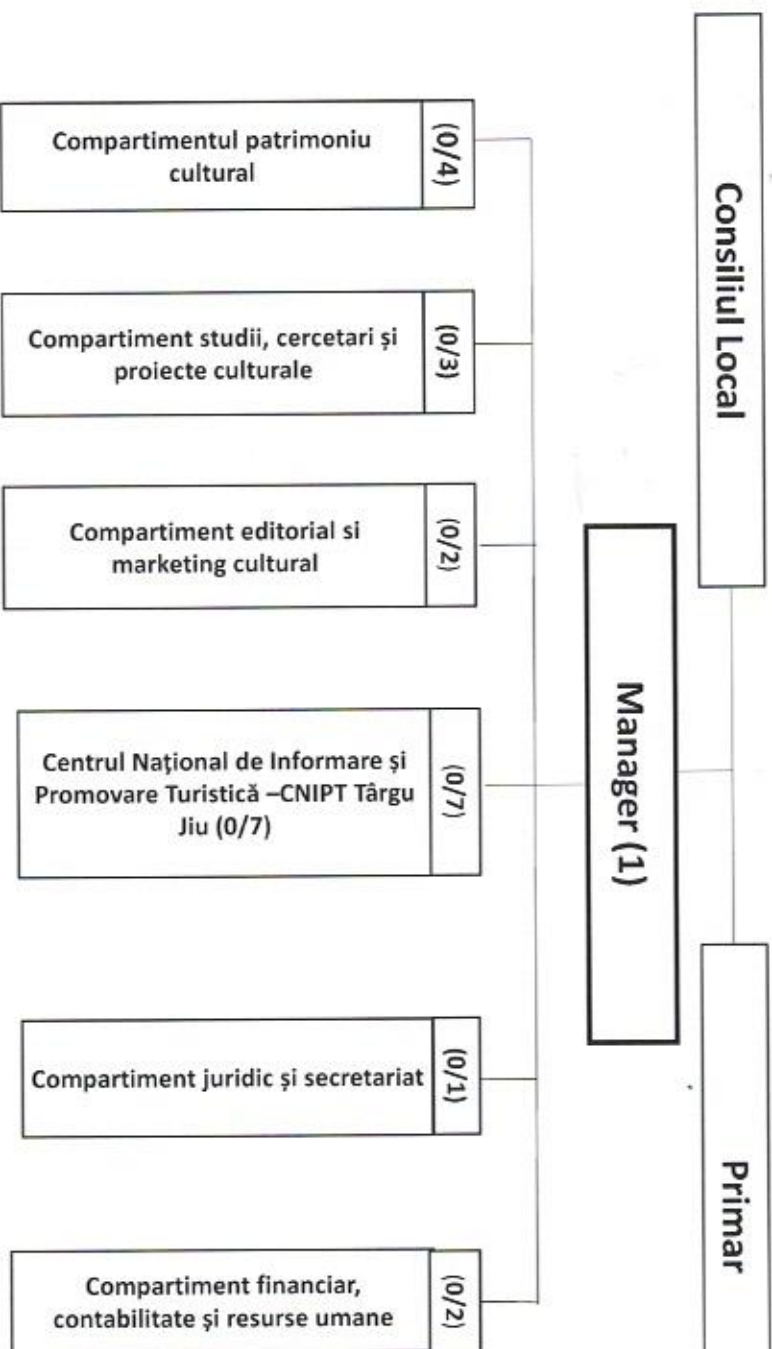 Consiliul Local
Primar
Manager (1)
(0/4)
Compartimentul patrimoniu
cultural
(0/3)
Compartiment studii, cercetari și
proiecte culturale
(0/2)
Compartiment editorial si
marketing cultural
(0/7)
Centrul Național de Informare și
Promovare Turistică –CNIPT Târgu
Jiu (0/7)
(0/1)
Compartiment juridic și secretariat
(0/2)
Compartiment financiar,
contabilitate și resurse umane